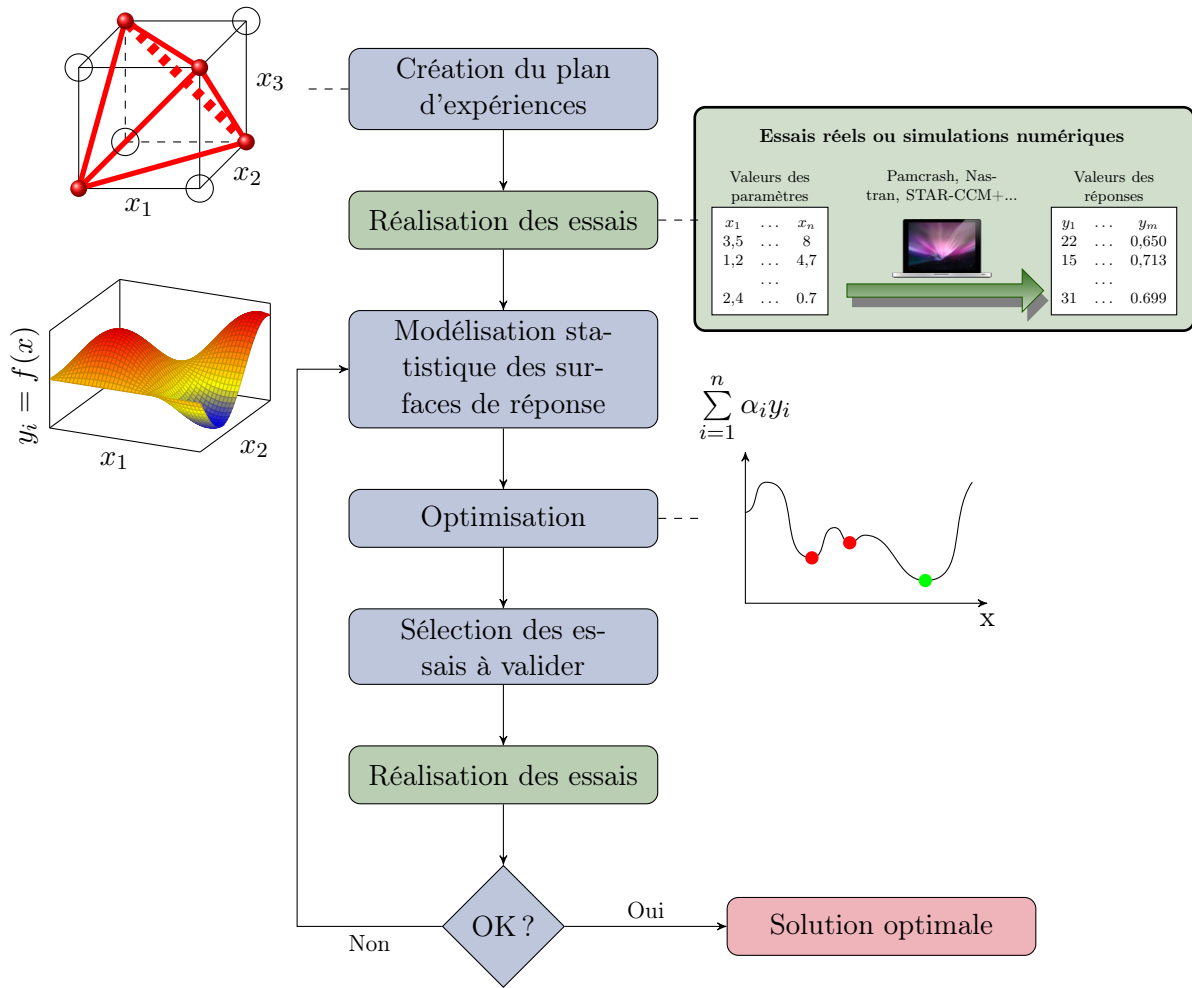 Création du plan
d'expériences
x₃
x₂
x₁
Essais réels ou simulations numériques
Valeurs des
paramètres
x₁ … xₙ
3,5 … 8
1,2 … 4,7
…
2,4 … 0.7
Pamcrash, Nas-
tran, STAR-CCM+...
Valeurs des
réponses
y₁ … yₘ
22 … 0,650
15 … 0,713
…
31 … 0.699
Réalisation des essais
Modélisation sta-
tistique des sur-
faces de réponse
yᵢ = f(x)
x₁
x₂
n
∑ αᵢyᵢ
i=1
x
Optimisation
Sélection des es-
sais à valider
Réalisation des essais
OK ?
Non
Oui
Solution optimale